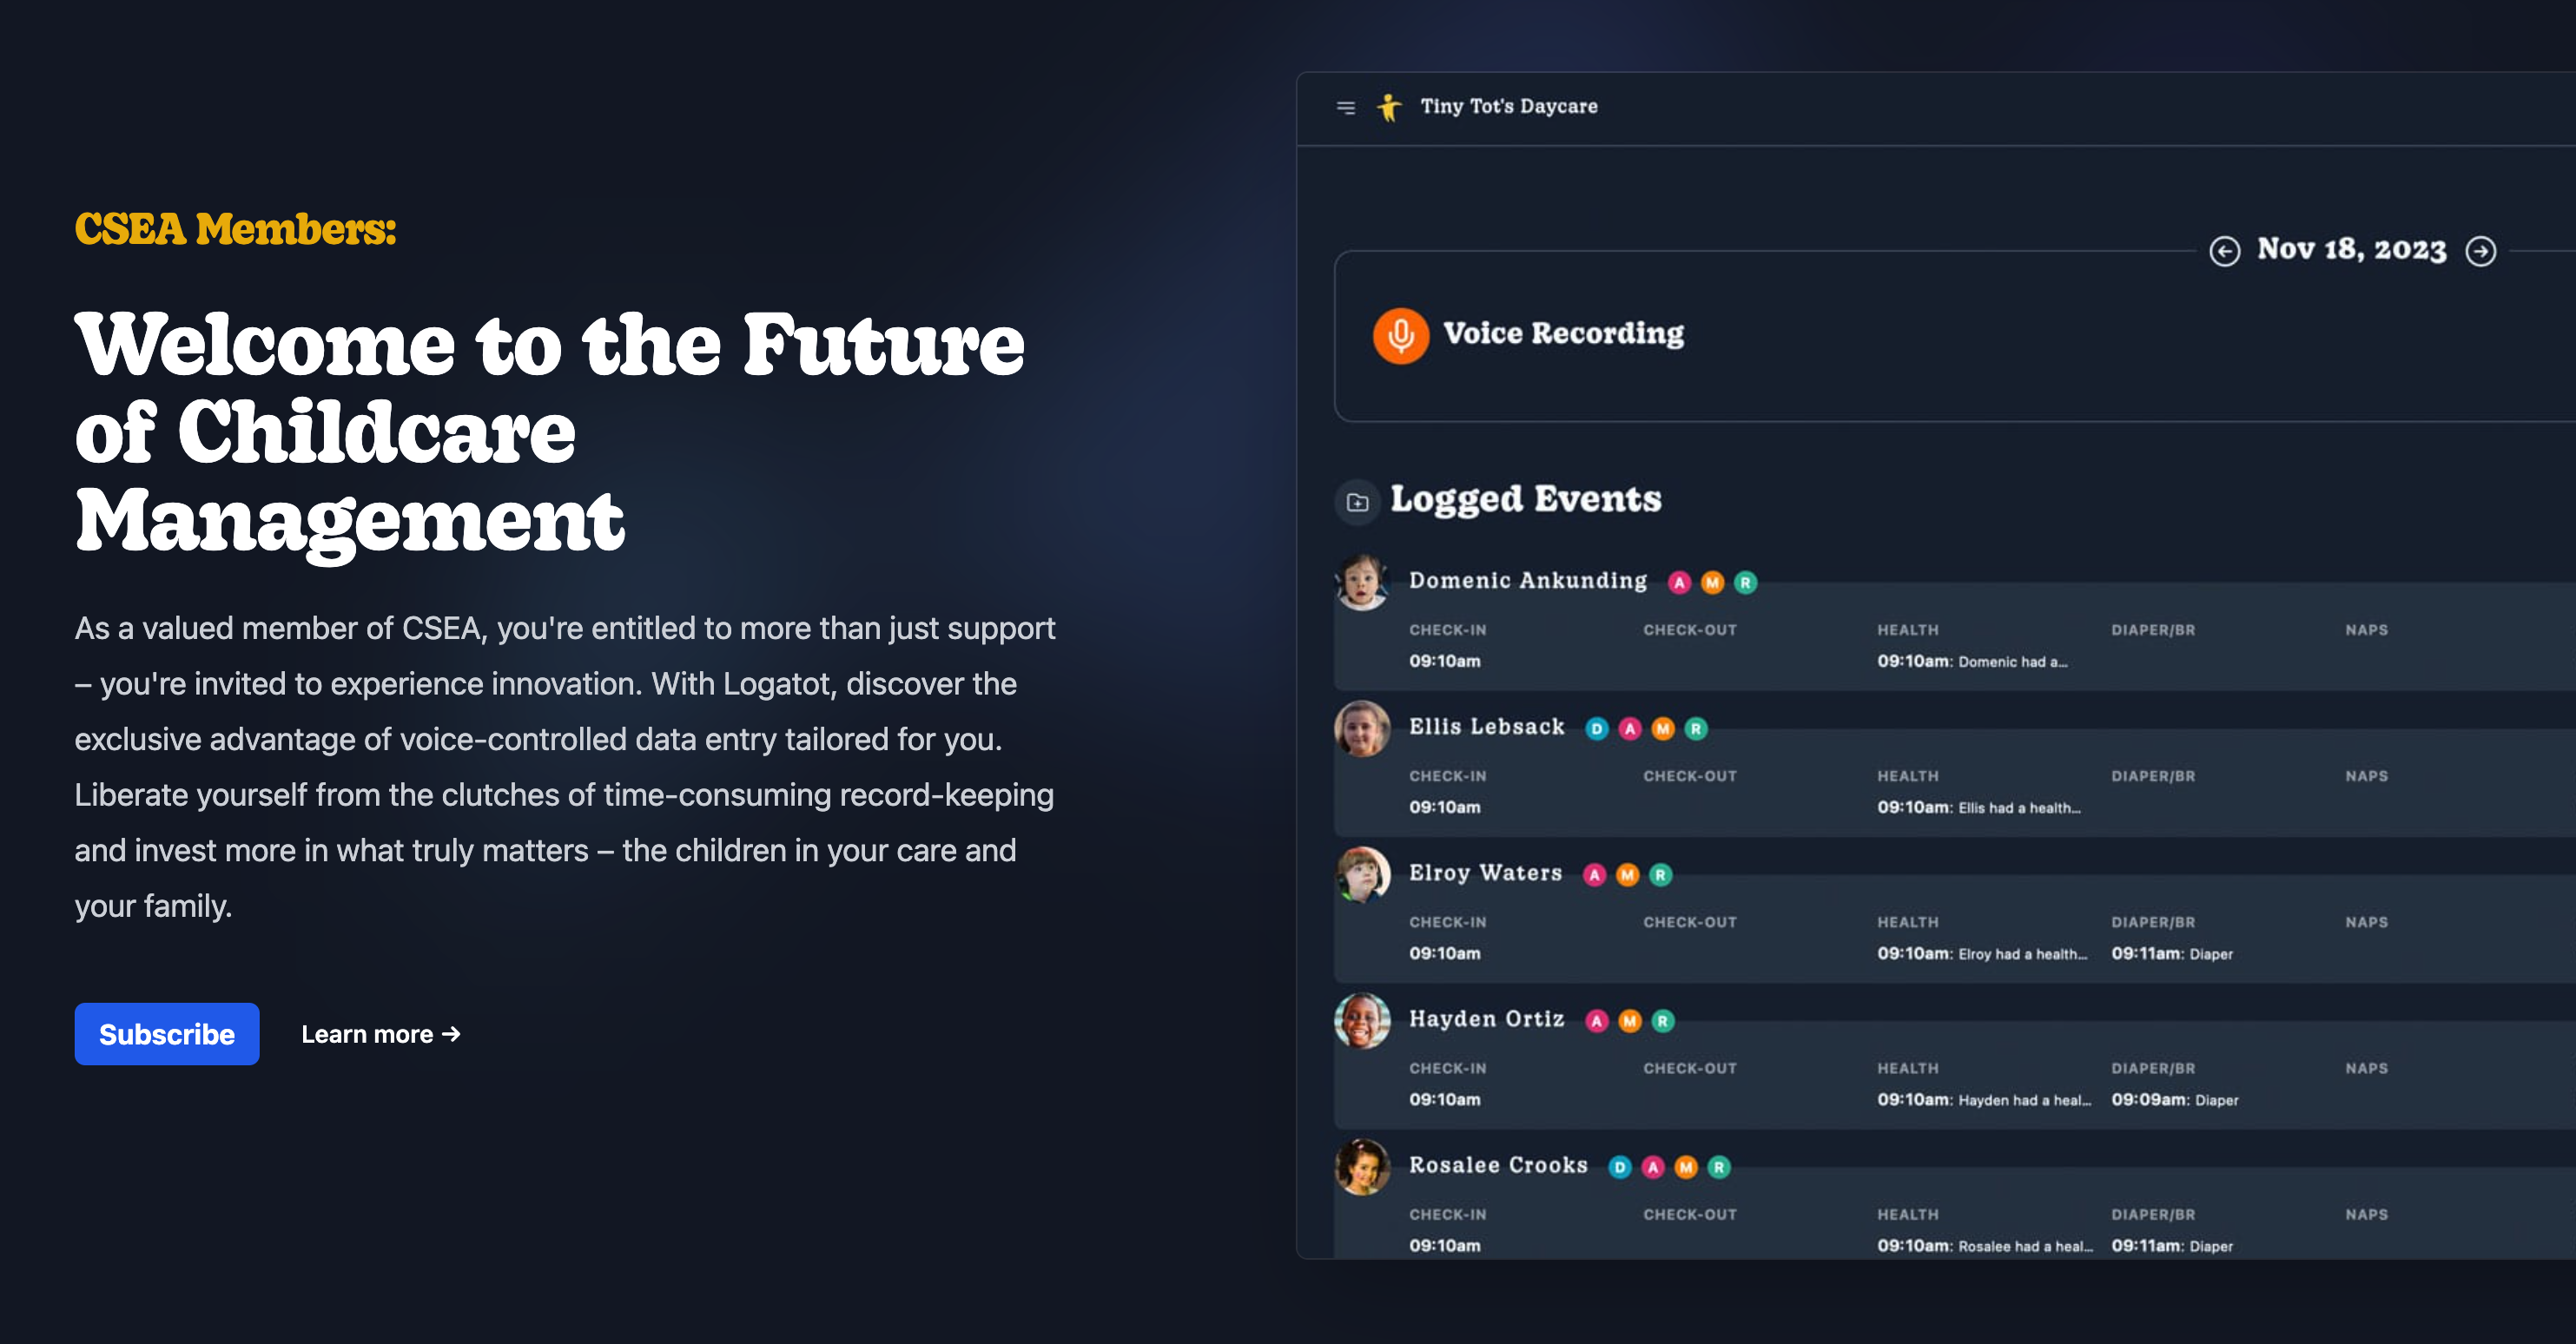 CSEA Members:
Welcome to the Future
of Childcare
Management
As a valued member of CSEA, you're entitled to more than just support
– you're invited to experience innovation. With Logatot, discover the
exclusive advantage of voice-controlled data entry tailored for you.
Liberate yourself from the clutches of time-consuming record-keeping
and invest more in what truly matters – the children in your care and
your family.
Subscribe Learn more →
Tiny Tot's Daycare
Nov 18, 2023
Voice Recording
Logged Events
Domenic Ankunding A M R
CHECK-IN CHECK-OUT HEALTH DIAPER/BR NAPS
09:10am 09:10am: Domenic had a...
Ellis Lebsack D A M R
CHECK-IN CHECK-OUT HEALTH DIAPER/BR NAPS
09:10am 09:10am: Ellis had a health...
Elroy Waters A M R
CHECK-IN CHECK-OUT HEALTH DIAPER/BR NAPS
09:10am 09:10am: Elroy had a health... 09:11am: Diaper
Hayden Ortiz A M R
CHECK-IN CHECK-OUT HEALTH DIAPER/BR NAPS
09:10am 09:10am: Hayden had a heal... 09:09am: Diaper
Rosalee Crooks D A M R
CHECK-IN CHECK-OUT HEALTH DIAPER/BR NAPS
09:10am 09:10am: Rosalee had a heal... 09:11am: Diaper